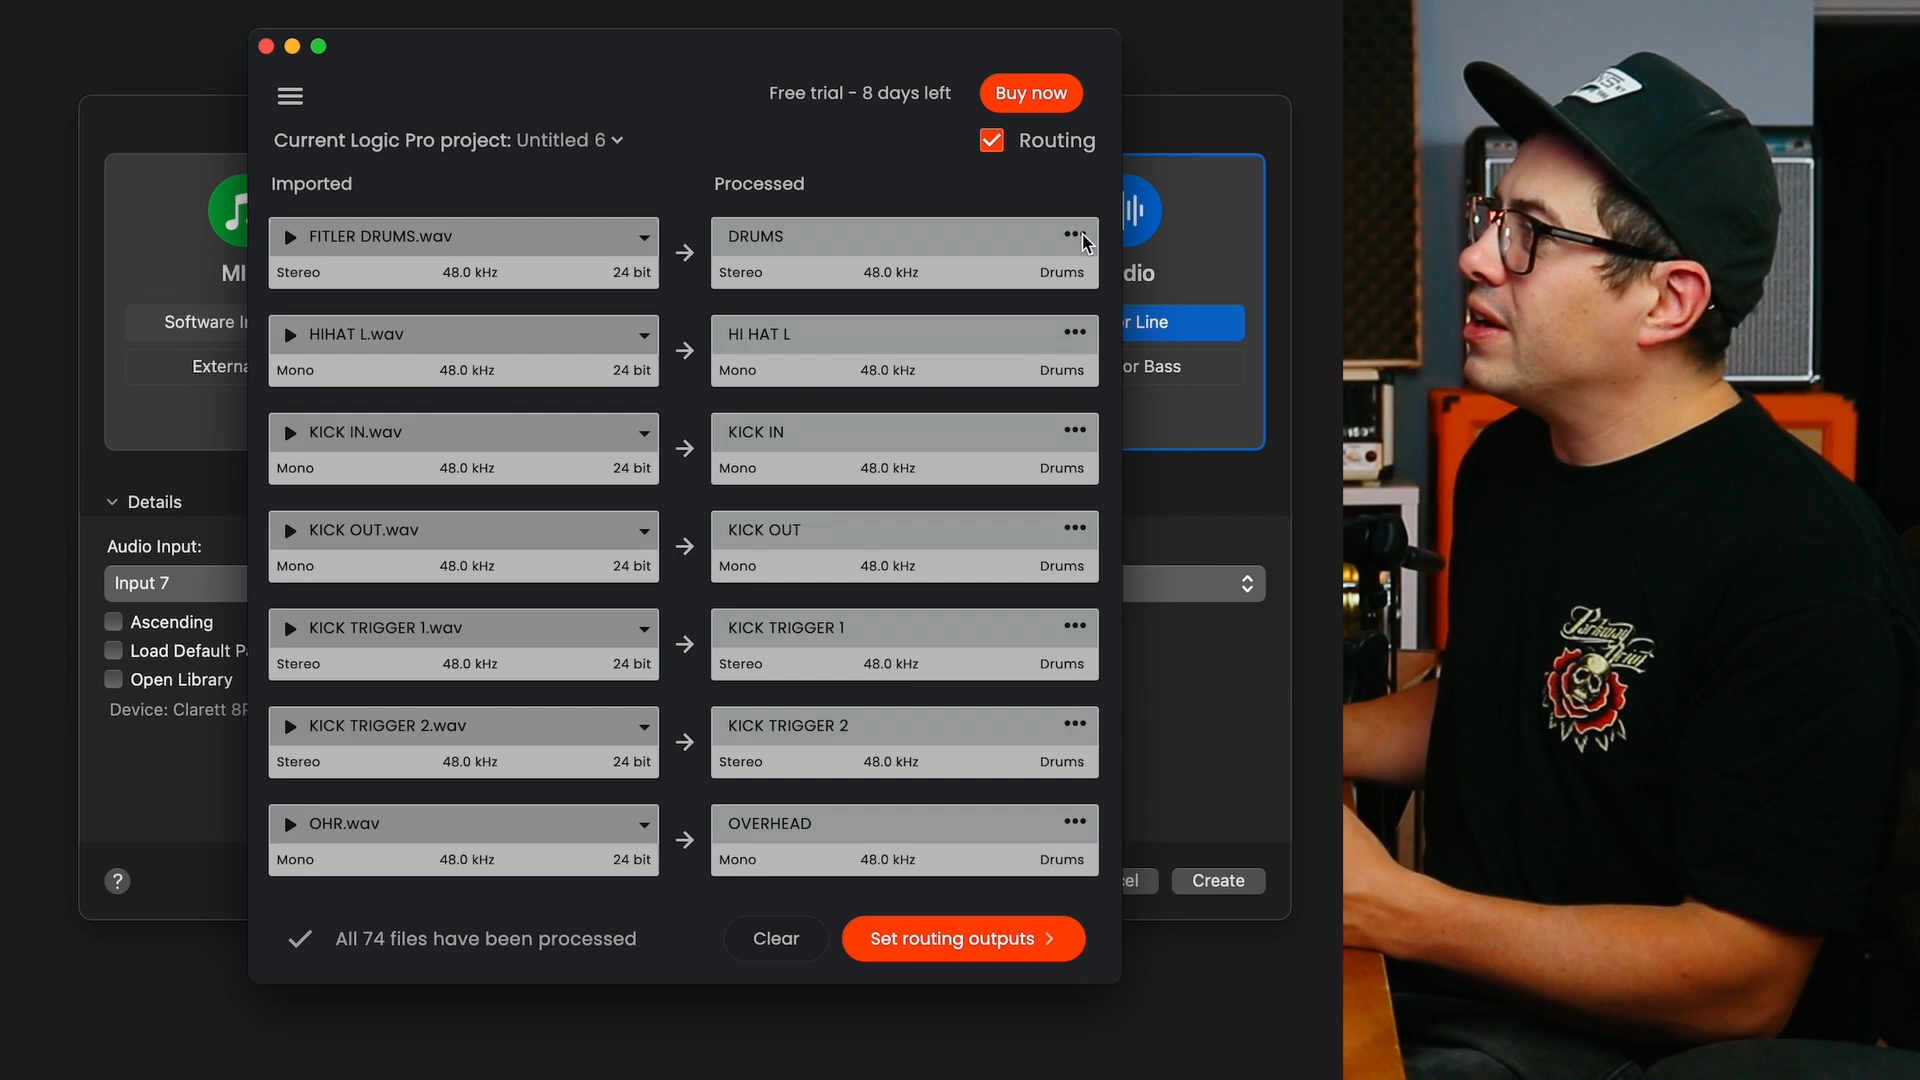 Free trial - 8 days left
Buy now
Current Logic Pro project: Untitled 6
Routing
Imported
Processed
FITLER DRUMS.wav
Stereo 48.0 kHz 24 bit
DRUMS
Stereo 48.0 kHz Drums
HIHAT L.wav
Mono 48.0 kHz 24 bit
HI HAT L
Mono 48.0 kHz Drums
KICK IN.wav
Mono 48.0 kHz 24 bit
KICK IN
Mono 48.0 kHz Drums
KICK OUT.wav
Mono 48.0 kHz 24 bit
KICK OUT
Mono 48.0 kHz Drums
KICK TRIGGER 1.wav
Stereo 48.0 kHz 24 bit
KICK TRIGGER 1
Stereo 48.0 kHz Drums
KICK TRIGGER 2.wav
Stereo 48.0 kHz 24 bit
KICK TRIGGER 2
Stereo 48.0 kHz Drums
OHR.wav
Mono 48.0 kHz 24 bit
OVERHEAD
Mono 48.0 kHz Drums
All 74 files have been processed
Clear
Set routing outputs
MI
Software I
Externa
dio
r Line
or Bass
Details
Audio Input:
Input 7
Ascending
Load Default P
Open Library
Device: Clarett 8P
?
cel
Create
Parkway
Drive